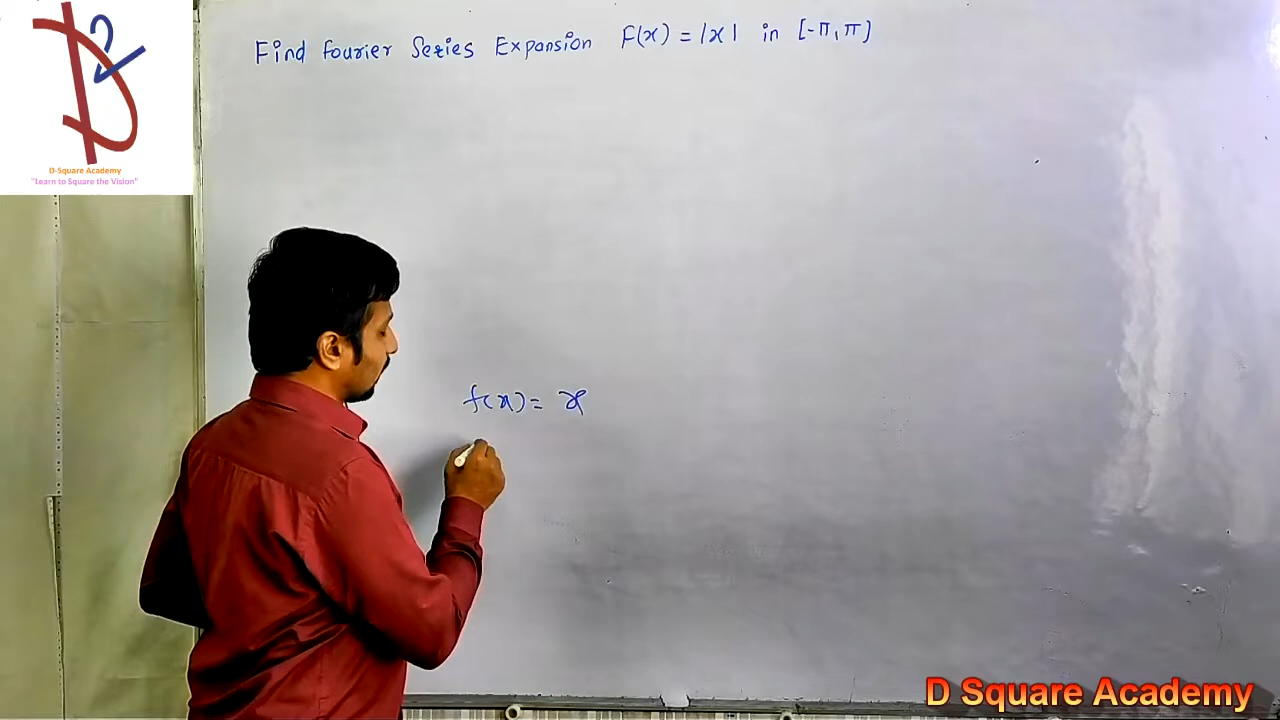 Find Fourier Series Expansion F(x) = |x| in [-π, π]
D-Square Academy
"Learn to Square the Vision"
f(x) = x
D Square Academy